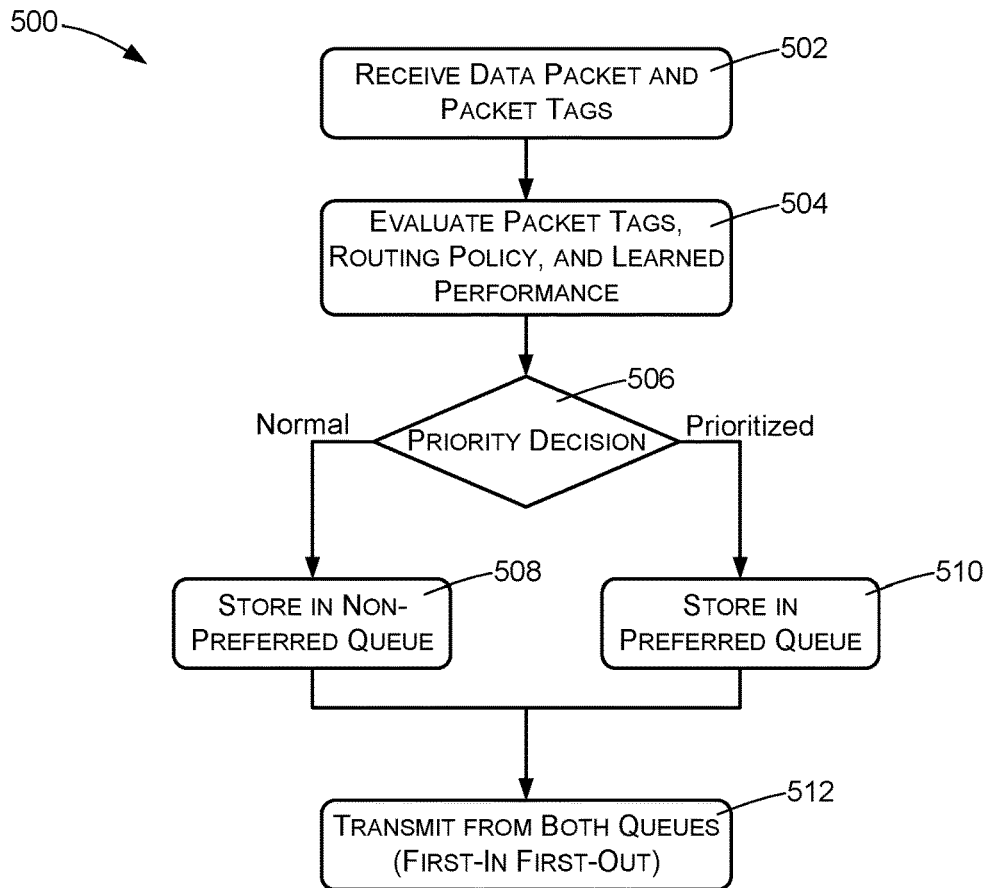 500
502
RECEIVE DATA PACKET AND
PACKET TAGS
504
EVALUATE PACKET TAGS,
ROUTING POLICY, AND LEARNED
PERFORMANCE
506
Normal
PRIORITY DECISION
Prioritized
508
STORE IN NON-
PREFERRED QUEUE
510
STORE IN
PREFERRED QUEUE
512
TRANSMIT FROM BOTH QUEUES
(FIRST-IN FIRST-OUT)